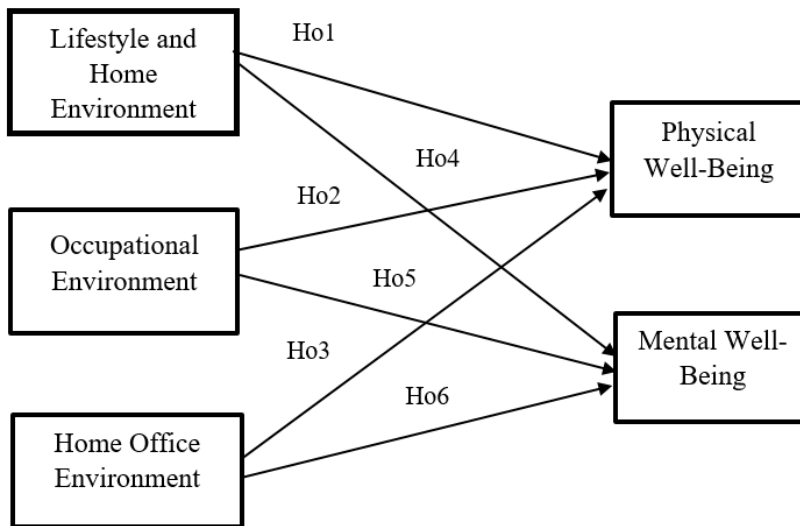 Lifestyle and
Home
Environment
Ho1
Physical
Well-Being
Ho4
Ho2
Occupational
Environment
Ho5
Ho3
Mental Well-
Being
Ho6
Home Office
Environment